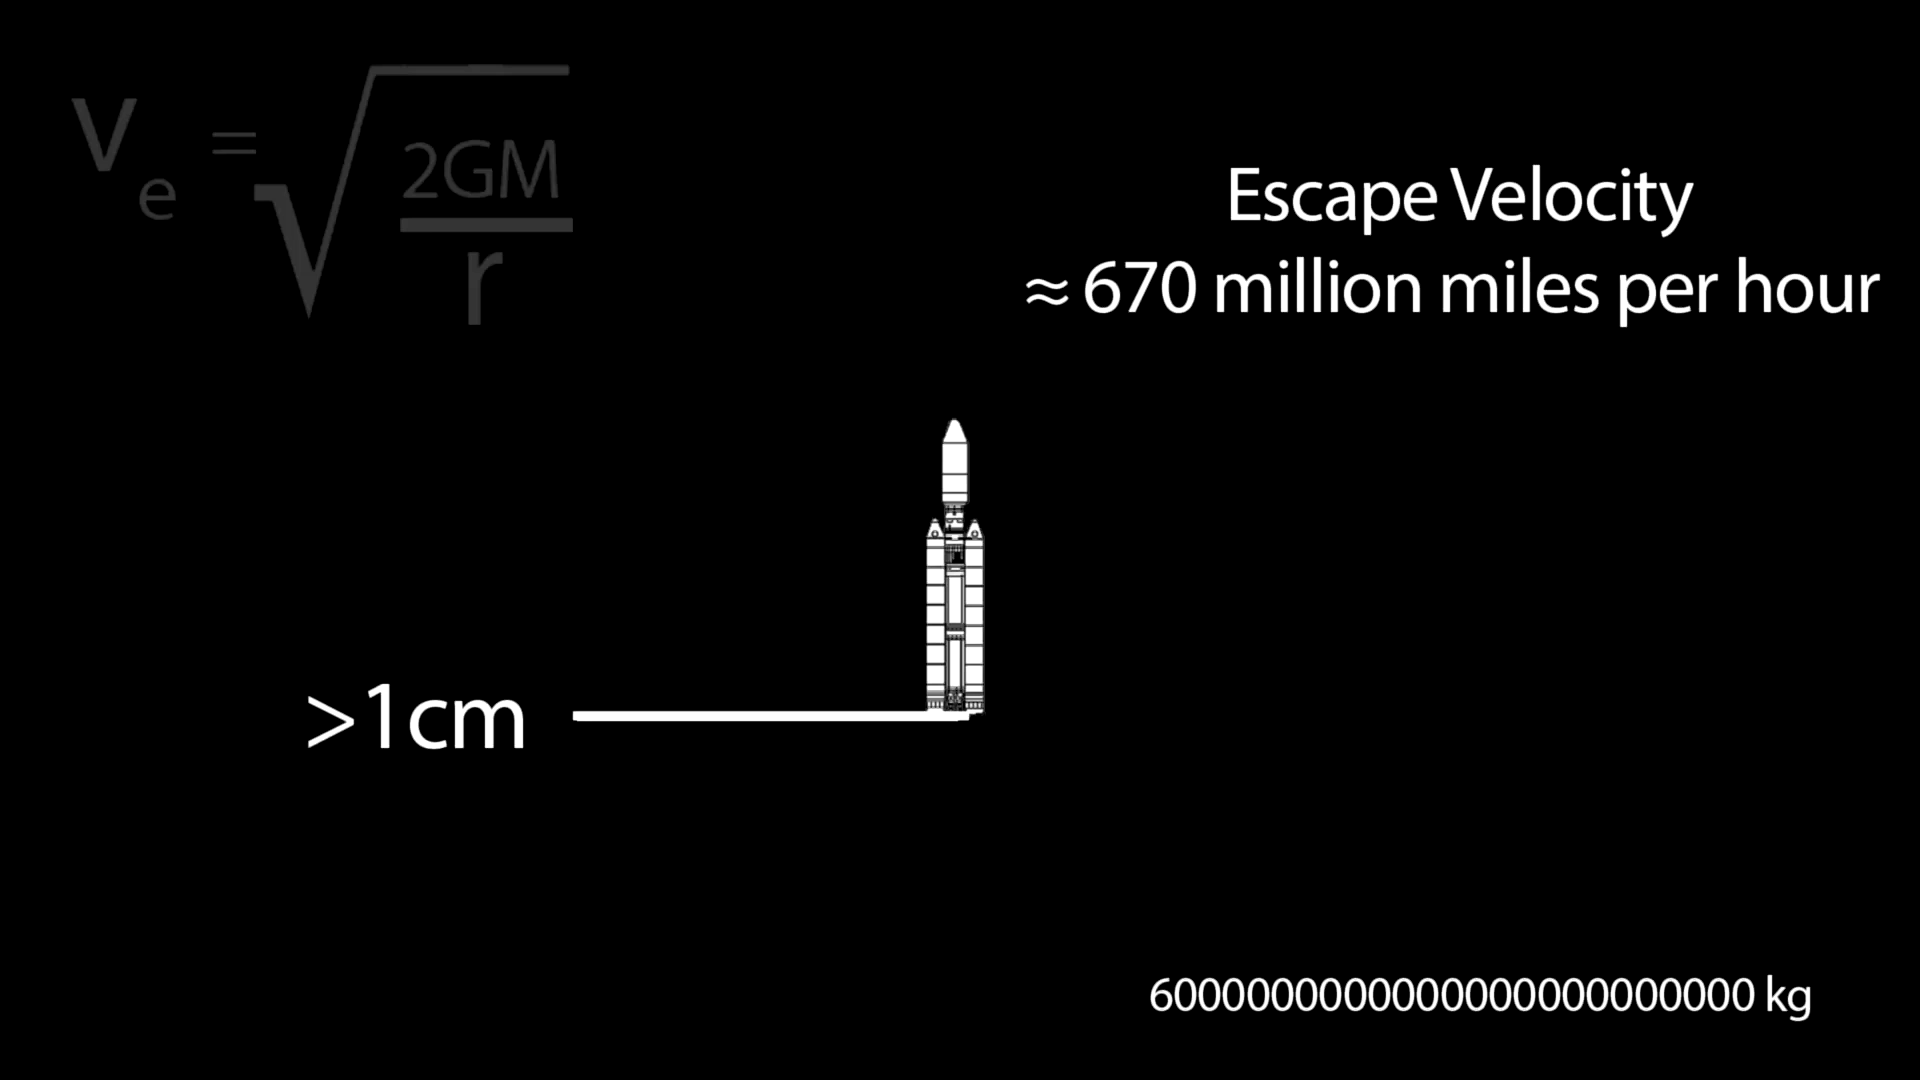 Ve = √2GM
r
Escape Velocity
≈ 670 million miles per hour
>1cm
6000000000000000000000000 kg